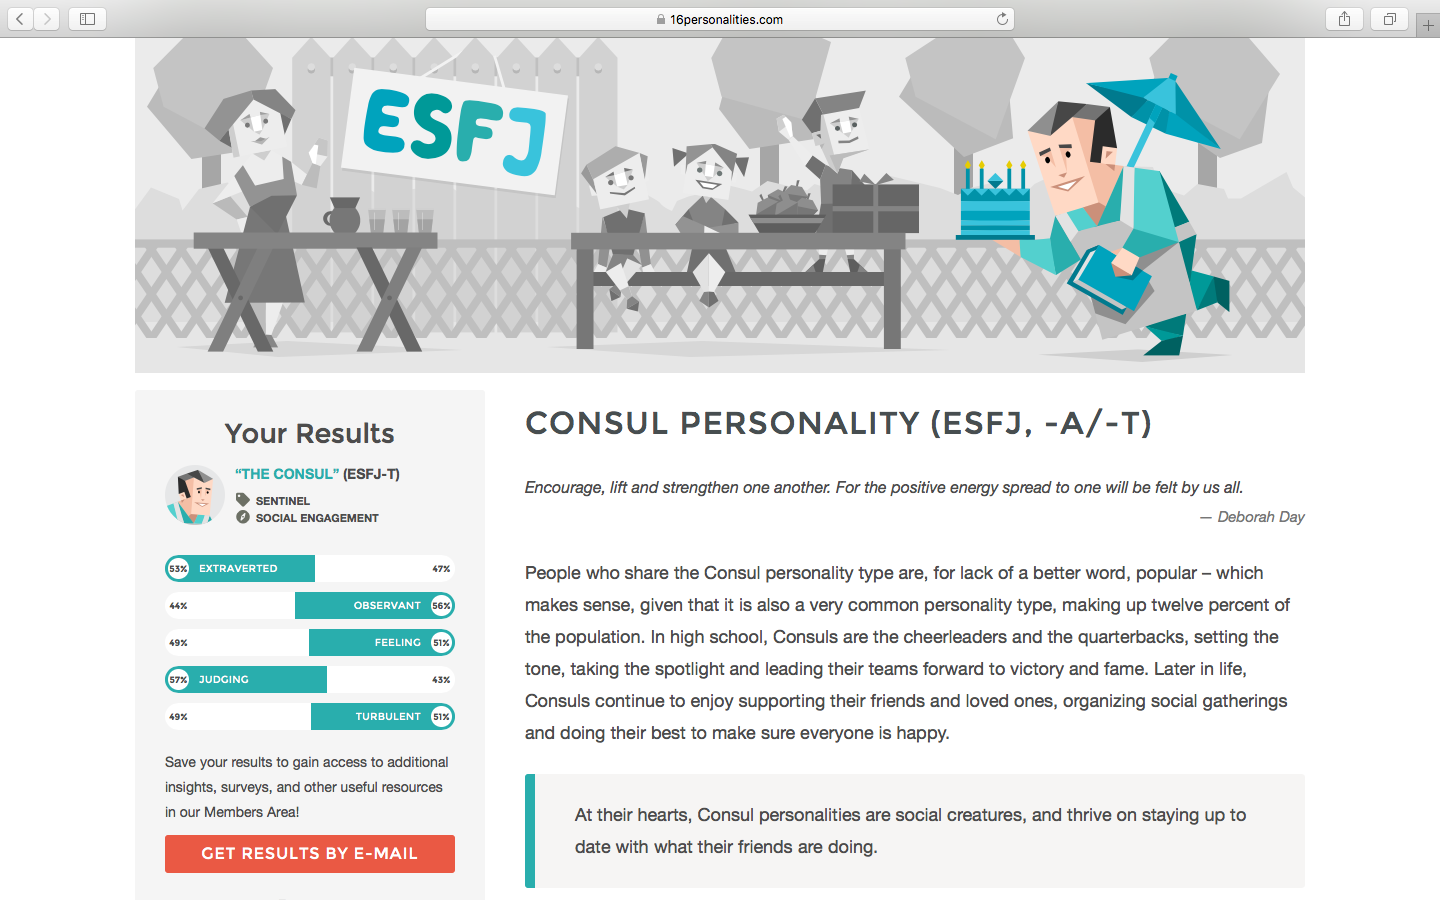 16personalities.com
ESFJ
Your Results
“THE CONSUL” (ESFJ-T)
SENTINEL
SOCIAL ENGAGEMENT
53% EXTRAVERTED 47%
44% OBSERVANT 56%
49% FEELING 51%
57% JUDGING 43%
49% TURBULENT 51%
Save your results to gain access to additional
insights, surveys, and other useful resources
in our Members Area!
GET RESULTS BY E-MAIL
CONSUL PERSONALITY (ESFJ, -A/-T)
Encourage, lift and strengthen one another. For the positive energy spread to one will be felt by us all.
— Deborah Day
People who share the Consul personality type are, for lack of a better word, popular – which
makes sense, given that it is also a very common personality type, making up twelve percent of
the population. In high school, Consuls are the cheerleaders and the quarterbacks, setting the
tone, taking the spotlight and leading their teams forward to victory and fame. Later in life,
Consuls continue to enjoy supporting their friends and loved ones, organizing social gatherings
and doing their best to make sure everyone is happy.
At their hearts, Consul personalities are social creatures, and thrive on staying up to
date with what their friends are doing.